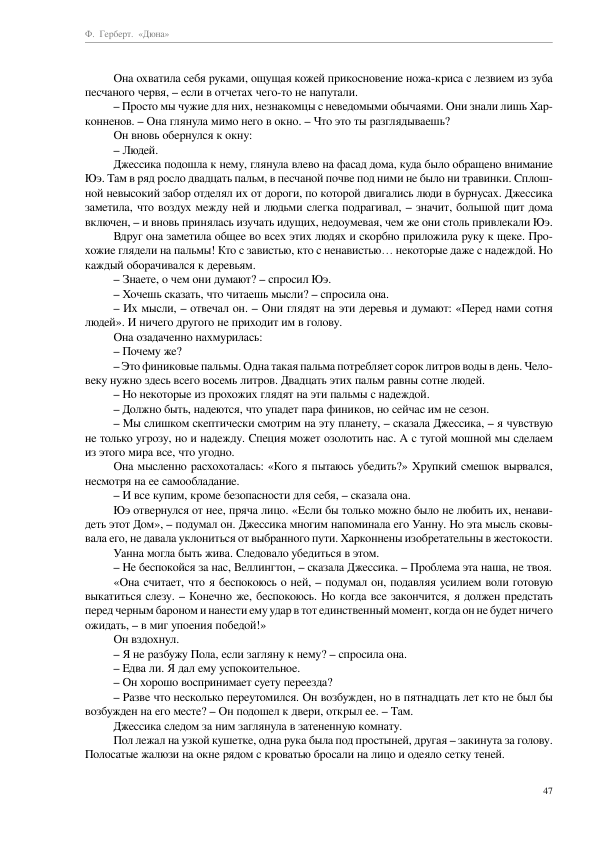 Ф. Герберт. «Дюна»
Она охватила себя руками, ощущая кожей прикосновение ножа-криса с лезвием из зуба
песчаного червя, – если в отчетах чего-то не напутали.
– Просто мы чужие для них, незнакомцы с неведомыми обычаями. Они знали лишь Хар-
конненов. – Она глянула мимо него в окно. – Что это ты разглядываешь?
Он вновь обернулся к окну:
– Людей.
Джессика подошла к нему, глянула влево на фасад дома, куда было обращено внимание
Юэ. Там в ряд росло двадцать пальм, в песчаной почве под ними не было ни травинки. Сплош-
ной невысокий забор отделял их от дороги, по которой двигались люди в бурнусах. Джессика
заметила, что воздух между ней и людьми слегка подрагивал, – значит, большой щит дома
включен, – и вновь принялась изучать идущих, недоумевая, чем же они столь привлекали Юэ.
Вдруг она заметила общее во всех этих людях и скорбно приложила руку к щеке. Про-
хожие глядели на пальмы! Кто с завистью, кто с ненавистью… некоторые даже с надеждой. Но
каждый оборачивался к деревьям.
– Знаете, о чем они думают? – спросил Юэ.
– Хочешь сказать, что читаешь мысли? – спросила она.
– Их мысли, – отвечал он. – Они глядят на эти деревья и думают: «Перед нами сотня
людей». И ничего другого не приходит им в голову.
Она озадаченно нахмурилась:
– Почему же?
– Это финиковые пальмы. Одна такая пальма потребляет сорок литров воды в день. Чело-
веку нужно здесь всего восемь литров. Двадцать этих пальм равны сотне людей.
– Но некоторые из прохожих глядят на эти пальмы с надеждой.
– Должно быть, надеются, что упадет пара фиников, но сейчас им не сезон.
– Мы слишком скептически смотрим на эту планету, – сказала Джессика, – я чувствую
не только угрозу, но и надежду. Специя может озолотить нас. А с тугой мошной мы сделаем
из этого мира все, что угодно.
Она мысленно расхохоталась: «Кого я пытаюсь убедить?» Хрупкий смешок вырвался,
несмотря на ее самообладание.
– И все купим, кроме безопасности для себя, – сказала она.
Юэ отвернулся от нее, пряча лицо. «Если бы только можно было не любить их, ненави-
деть этот Дом», – подумал он. Джессика многим напоминала его Уанну. Но эта мысль сковы-
вала его, не давала уклониться от выбранного пути. Харконнены изобретательны в жестокости.
Уанна могла быть жива. Следовало убедиться в этом.
– Не беспокойся за нас, Веллингтон, – сказала Джессика. – Проблема эта наша, не твоя.
«Она считает, что я беспокоюсь о ней, – подумал он, подавляя усилием воли готовую
выкатиться слезу. – Конечно же, беспокоюсь. Но когда все закончится, я должен предстать
перед черным бароном и нанести ему удар в тот единственный момент, когда он не будет ничего
ожидать, – в миг упоения победой!»
Он вздохнул.
– Я не разбужу Пола, если загляну к нему? – спросила она.
– Едва ли. Я дал ему успокоительное.
– Он хорошо воспринимает суету переезда?
– Разве что несколько переутомился. Он возбужден, но в пятнадцать лет кто не был бы
возбужден на его месте? – Он подошел к двери, открыл ее. – Там.
Джессика следом за ним заглянула в затененную комнату.
Пол лежал на узкой кушетке, одна рука была под простыней, другая – закинута за голову.
Полосатые жалюзи на окне рядом с кроватью бросали на лицо и одеяло сетку теней.
47